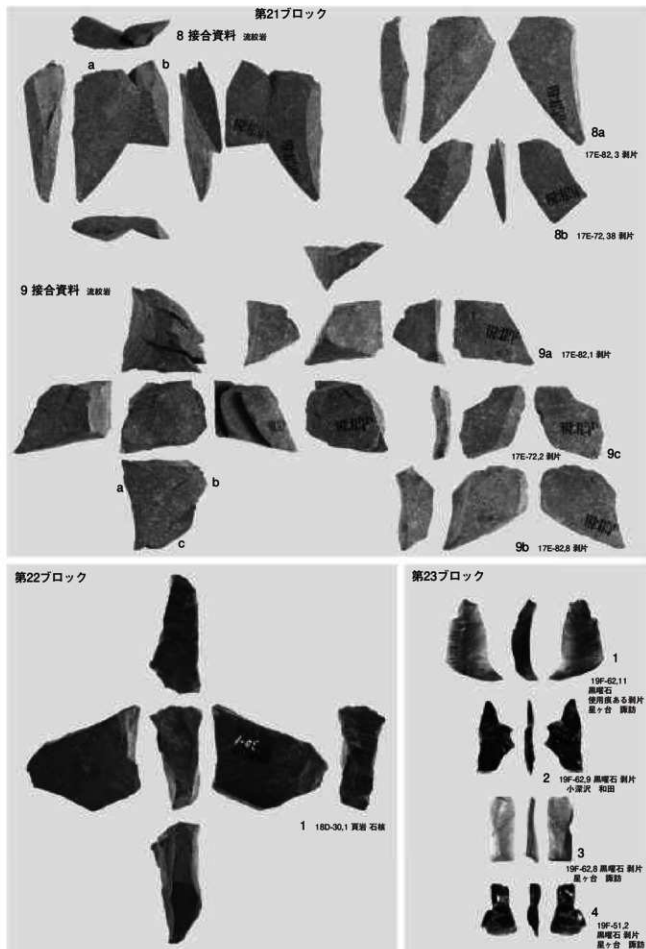 第21ブロック
8 接合資料 流紋岩
a
b
8a
17E-82, 3 剥片
8b 17E-72, 38 剥片
9 接合資料 流紋岩
9a 17E-82, 1 剥片
17E-72, 2 剥片
9c
a
b
c
9b 17E-82, 8 剥片
第22ブロック
1 18D-30, 1 頁岩 石核
第23ブロック
1
19F-62, 11
黒曜石
使用痕ある剥片
星ヶ台 諏訪
2 19F-62, 9 黒曜石 剥片
小深沢 和田
3
19F-62, 8 黒曜石 剥片
星ヶ台 諏訪
4
19F-51, 2
黒曜石 剥片
星ヶ台 諏訪